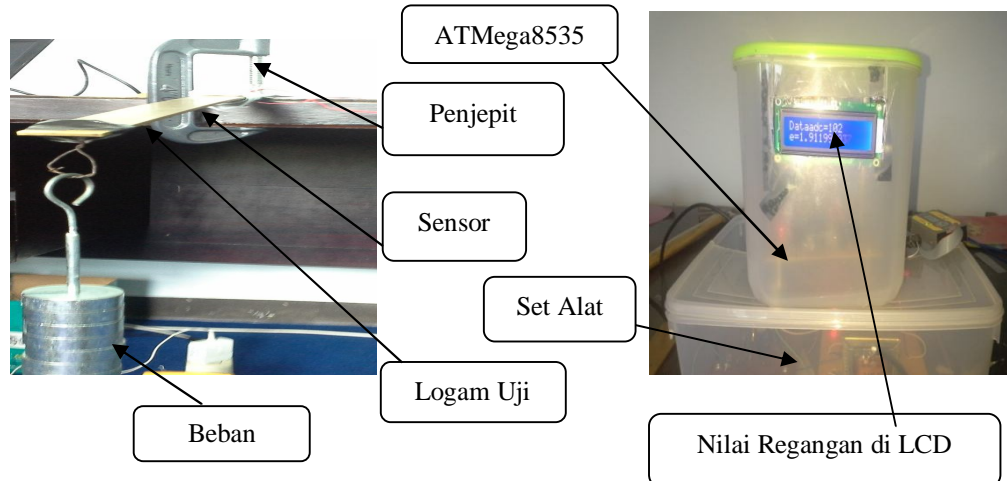 ATMega8535
Penjepit
Sensor
Set Alat
Logam Uji
Beban
Nilai Regangan di LCD
Dataadc=102